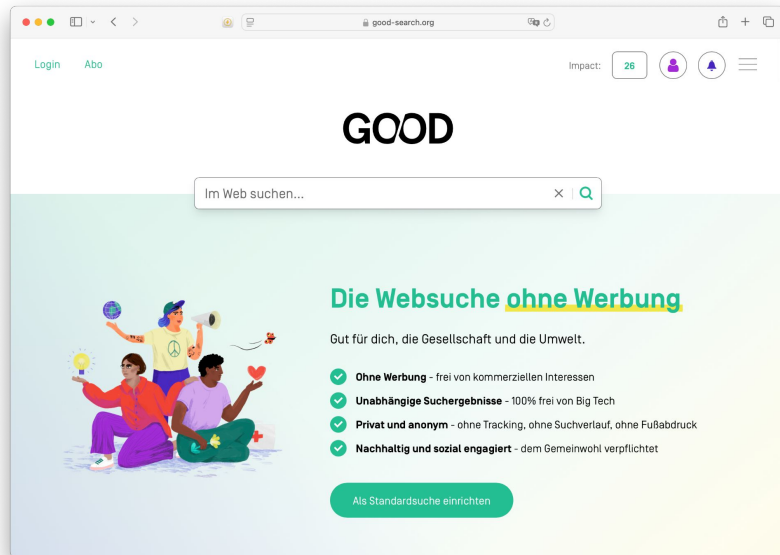 good-search.org
Login Abo Impact: 26
GOOD
Im Web suchen...
Die Websuche ohne Werbung
Gut für dich, die Gesellschaft und die Umwelt.
Ohne Werbung - frei von kommerziellen Interessen
Unabhängige Suchergebnisse - 100% frei von Big Tech
Privat und anonym - ohne Tracking, ohne Suchverlauf, ohne Fußabdruck
Nachhaltig und sozial engagiert - dem Gemeinwohl verpflichtet
Als Standardsuche einrichten